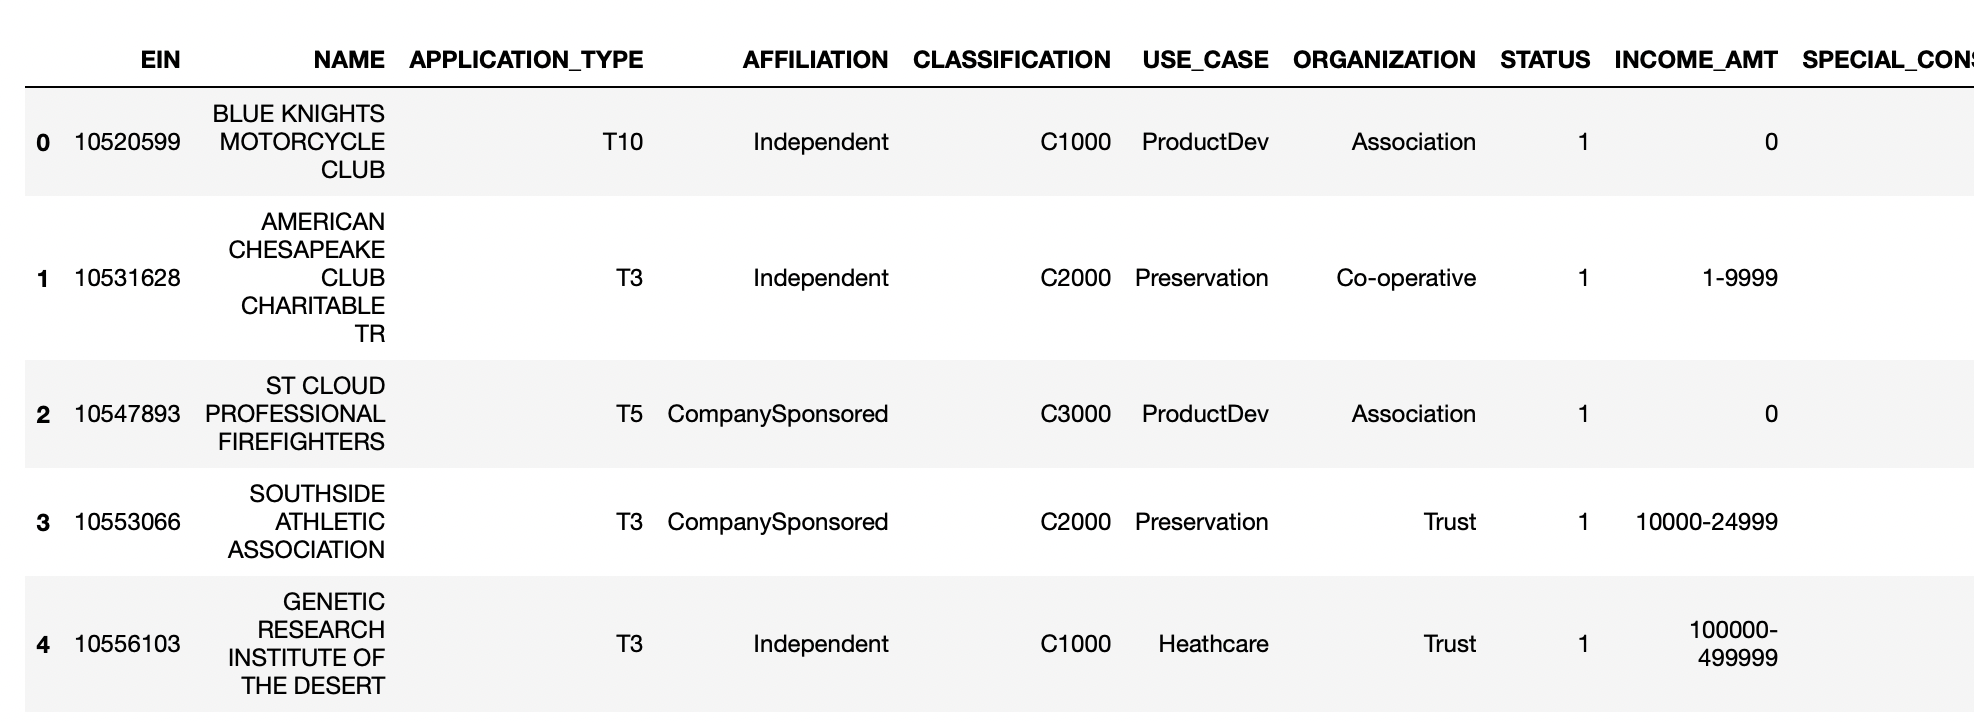 EIN NAME APPLICATION_TYPE AFFILIATION CLASSIFICATION USE_CASE ORGANIZATION STATUS INCOME_AMT SPECIAL_CONS
0 10520599 BLUE KNIGHTS MOTORCYCLE CLUB T10 Independent C1000 ProductDev Association 1 0
1 10531628 AMERICAN CHESAPEAKE CLUB CHARITABLE TR T3 Independent C2000 Preservation Co-operative 1 1-9999
2 10547893 ST CLOUD PROFESSIONAL FIREFIGHTERS T5 CompanySponsored C3000 ProductDev Association 1 0
3 10553066 SOUTHSIDE ATHLETIC ASSOCIATION T3 CompanySponsored C2000 Preservation Trust 1 10000-24999
4 10556103 GENETIC RESEARCH INSTITUTE OF THE DESERT T3 Independent C1000 Heathcare Trust 1 100000-499999